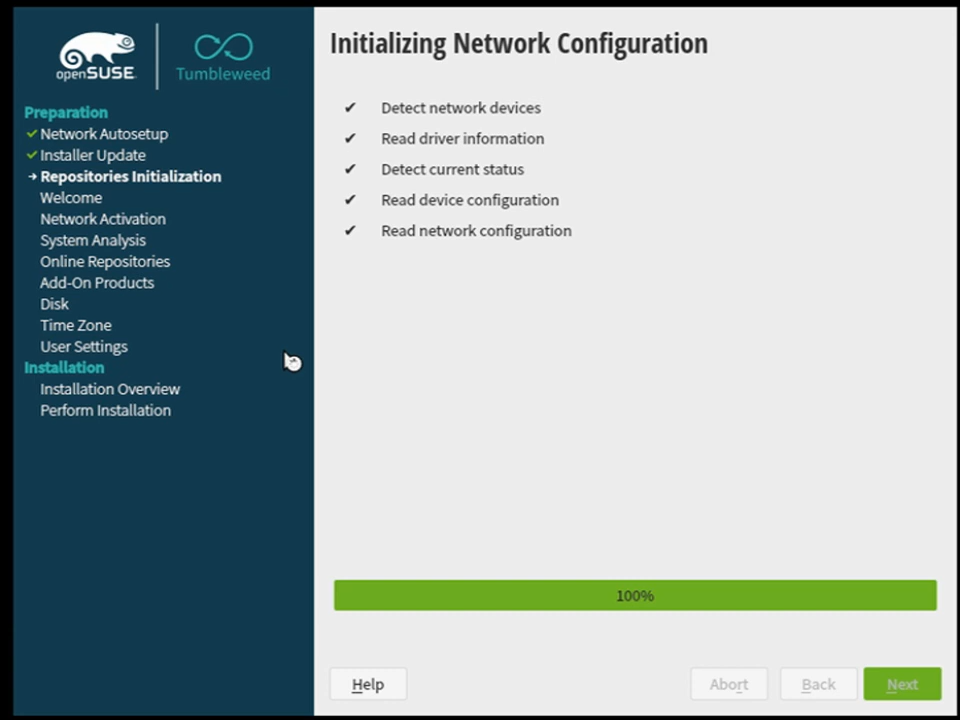 openSUSE
Tumbleweed
Preparation
Network Autosetup
Installer Update
Repositories Initialization
Welcome
Network Activation
System Analysis
Online Repositories
Add-On Products
Disk
Time Zone
User Settings
Installation
Installation Overview
Perform Installation
Initializing Network Configuration
Detect network devices
Read driver information
Detect current status
Read device configuration
Read network configuration
100%
Help
Abort
Back
Next